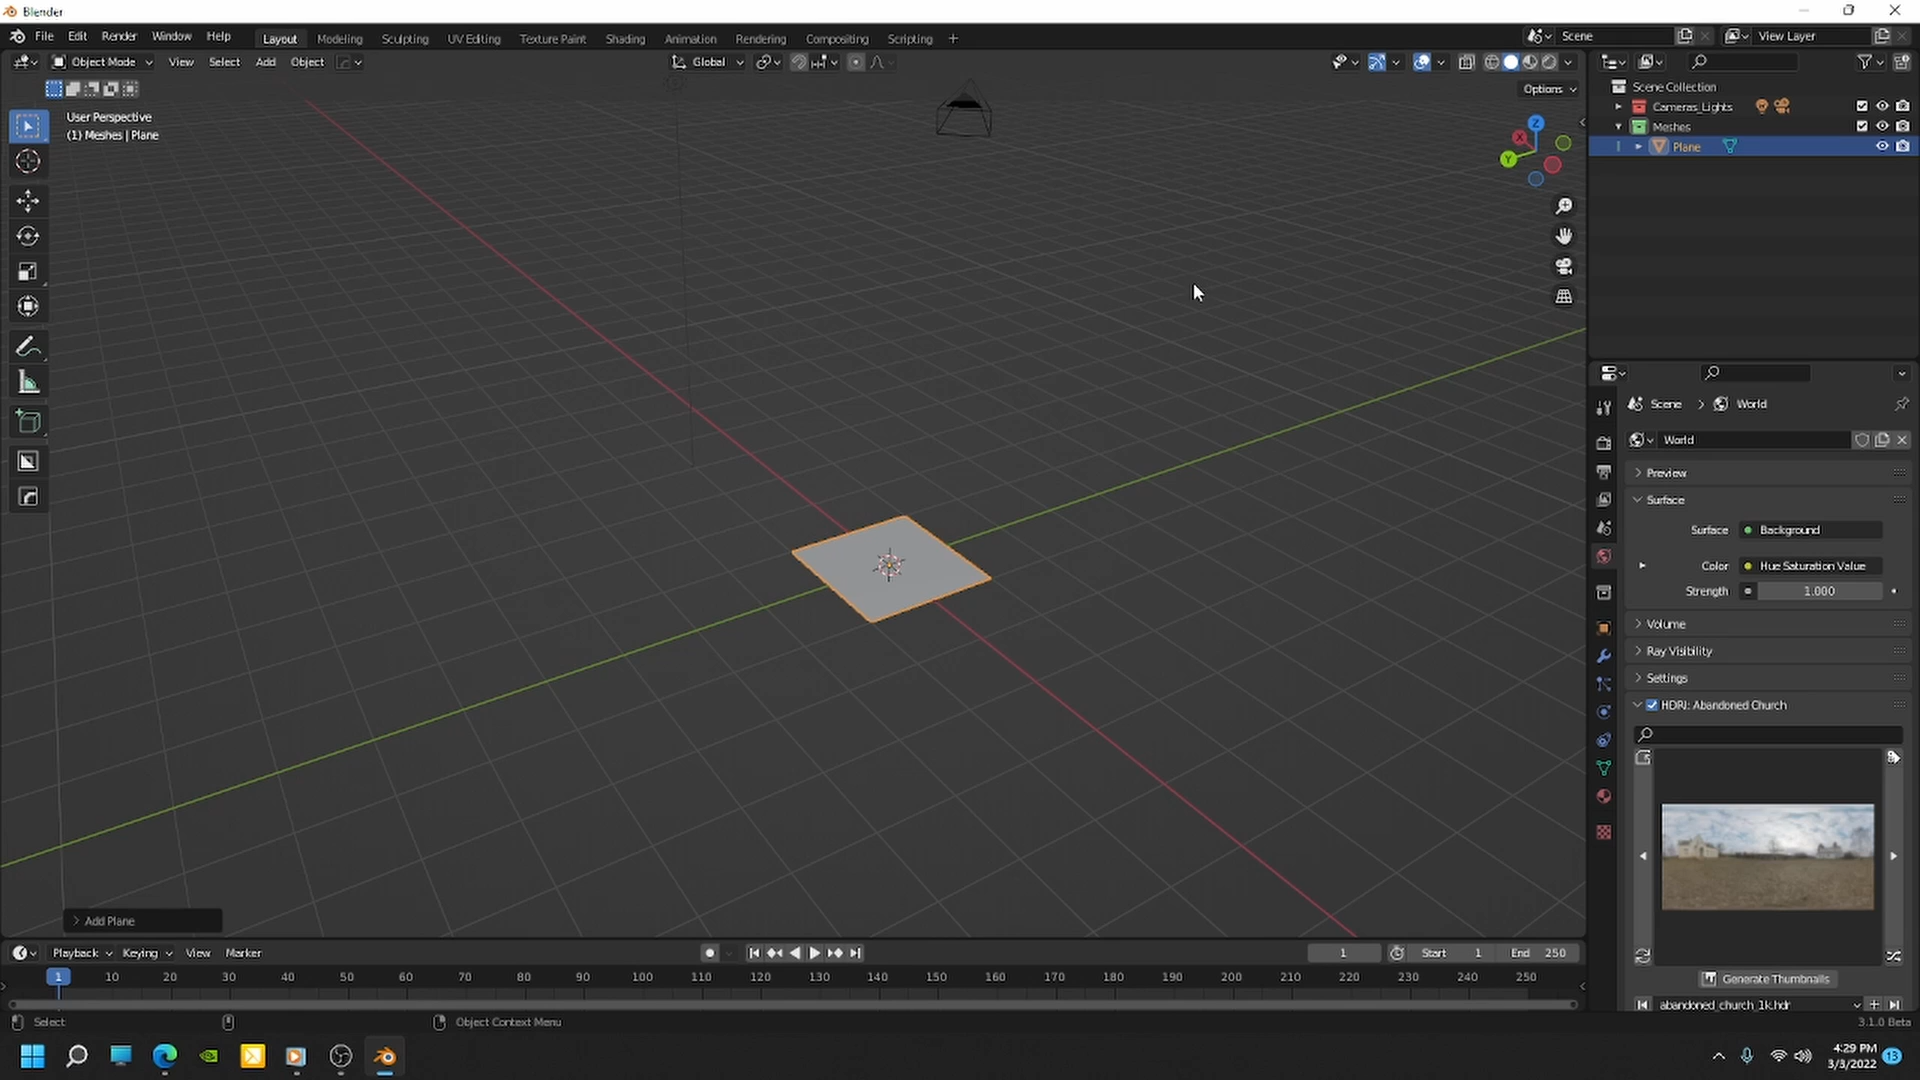 Blender
File Edit Render Window Help Layout Modeling Sculpting UV Editing Texture Paint Shading Animation Rendering Compositing Scripting + Scene View Layer
Object Mode View Select Add Object Global
Options
User Perspective
(1) Meshes | Plane
Z
X
Y
Scene Collection
Cameras_Lights
Meshes
Plane
Scene > World
World
Preview
Surface
Surface Background
Color Hue Saturation Value
Strength 1.000
Volume
Ray Visibility
Settings
HDRI: Abandoned Church
Generate Thumbnails
abandoned_church_1k.hdr
Add Plane
Playback Keying View Marker 1 Start 1 End 250
1 10 20 30 40 50 60 70 80 90 100 110 120 130 140 150 160 170 180 190 200 210 220 230 240 250
Select Object Context Menu 3.1.0 Beta
4:29 PM
3/3/2022
13